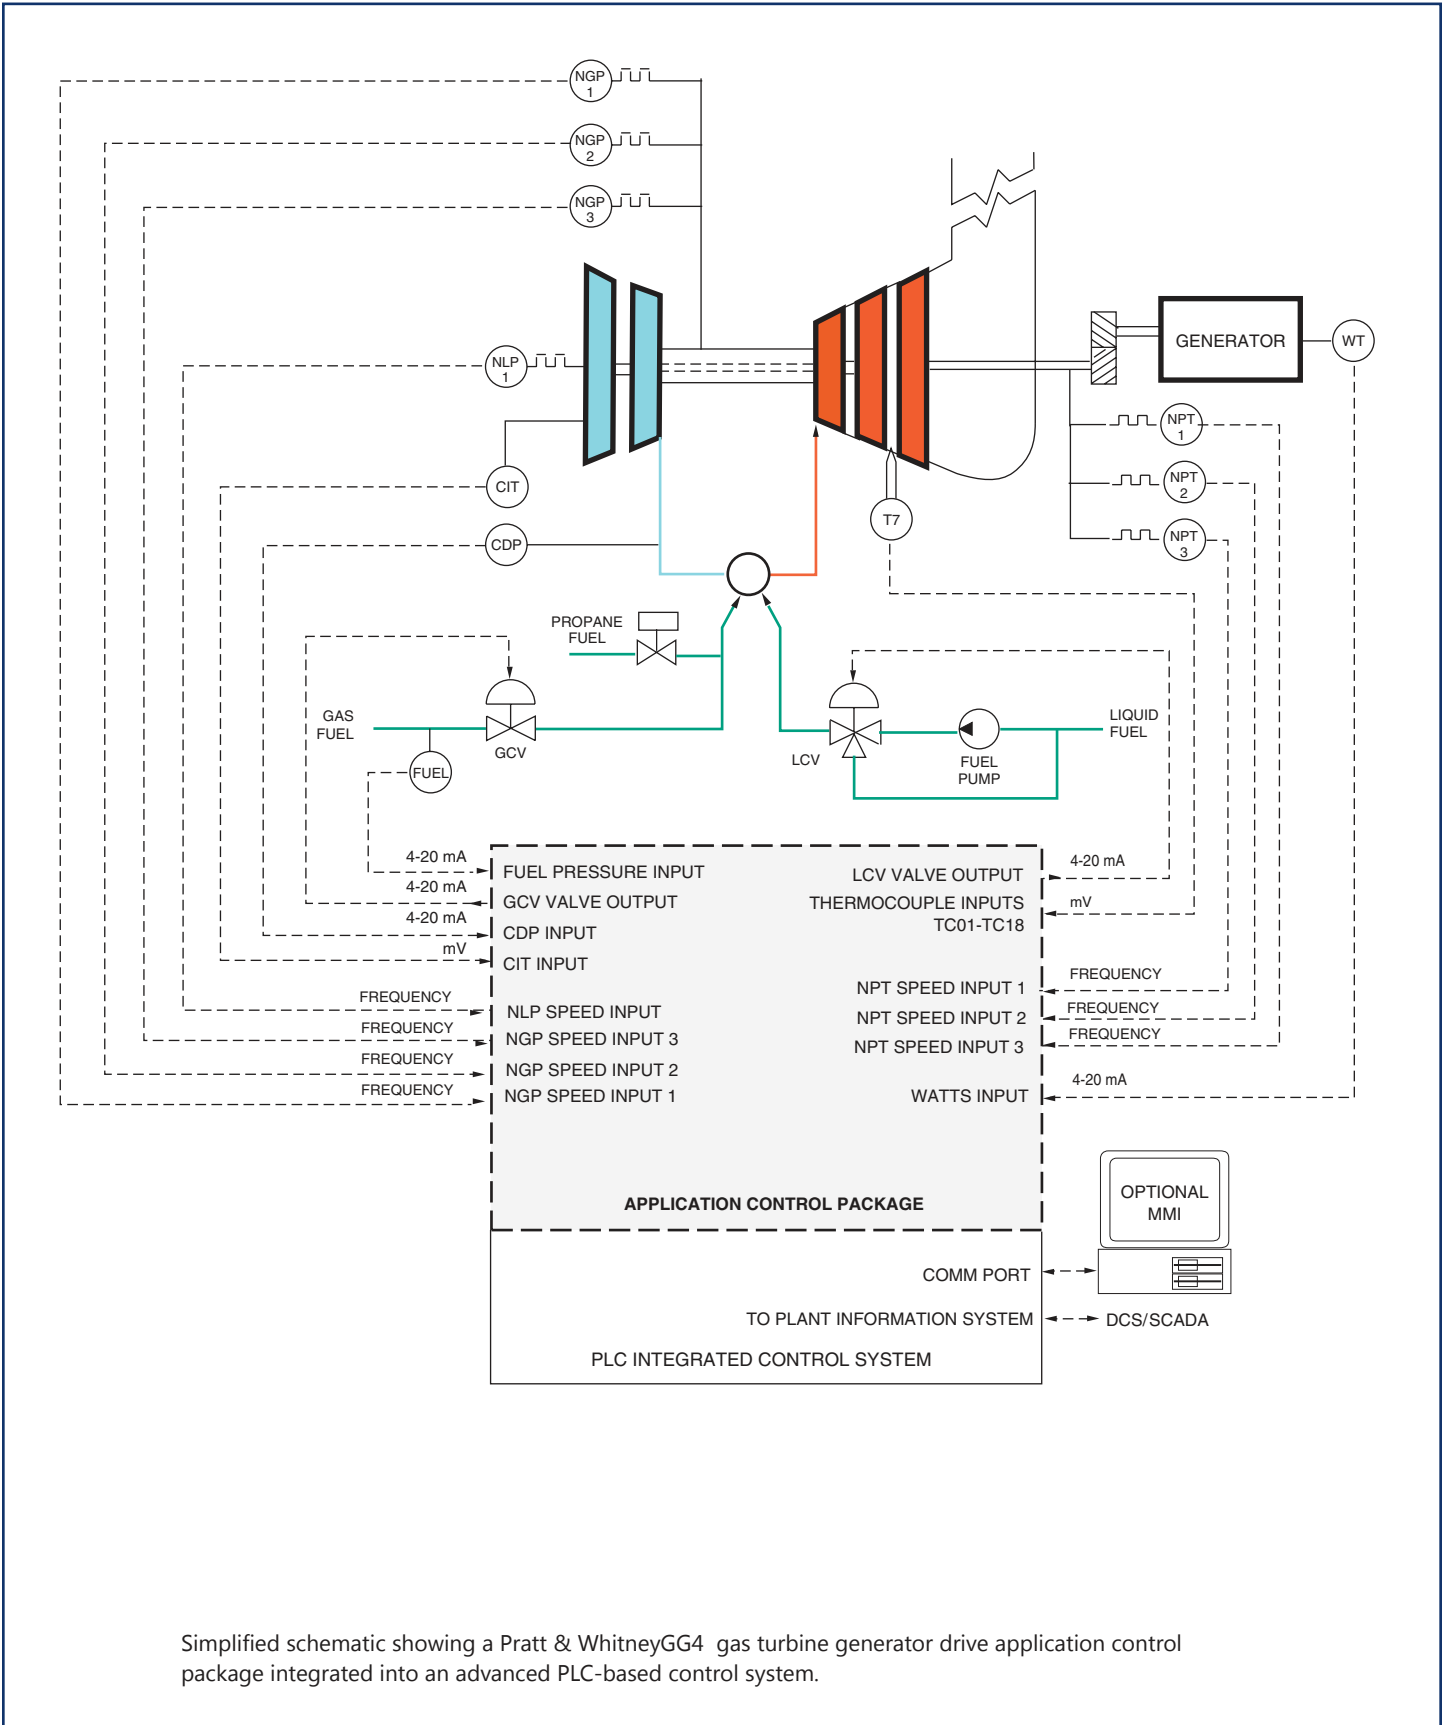 NGP
1
NGP
2
NGP
3
NLP
1
GENERATOR
WT
NPT
1
CIT
NPT
2
T7
CDP
NPT
3
PROPANE
FUEL
GAS
FUEL
GCV
FUEL
LCV
FUEL
PUMP
LIQUID
FUEL
4-20 mA
FUEL PRESSURE INPUT
4-20 mA
GCV VALVE OUTPUT
4-20 mA
CDP INPUT
mV
CIT INPUT
FREQUENCY
NLP SPEED INPUT
FREQUENCY
NGP SPEED INPUT 3
FREQUENCY
NGP SPEED INPUT 2
FREQUENCY
NGP SPEED INPUT 1
LCV VALVE OUTPUT
4-20 mA
THERMOCOUPLE INPUTS
TC01-TC18
mV
NPT SPEED INPUT 1
FREQUENCY
NPT SPEED INPUT 2
FREQUENCY
NPT SPEED INPUT 3
FREQUENCY
WATTS INPUT
4-20 mA
APPLICATION CONTROL PACKAGE
OPTIONAL
MMI
COMM PORT
TO PLANT INFORMATION SYSTEM
DCS/SCADA
PLC INTEGRATED CONTROL SYSTEM
Simplified schematic showing a Pratt & WhitneyGG4 gas turbine generator drive application control
package integrated into an advanced PLC-based control system.